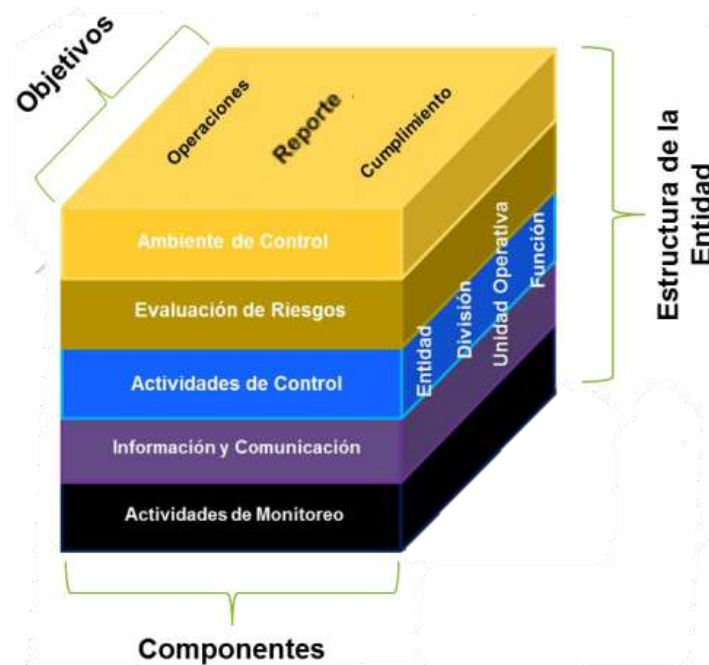 Objetivos
Operaciones
Reporte
Cumplimiento
Ambiente de Control
Evaluación de Riesgos
Actividades de Control
Información y Comunicación
Actividades de Monitoreo
Entidad
División
Unidad Operativa
Función
Estructura de la
Entidad
Componentes